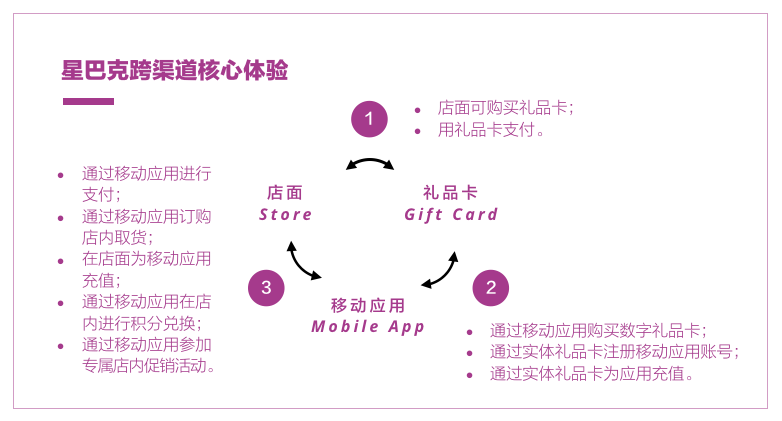 星巴克跨渠道核心体验
1
• 店面可购买礼品卡；
• 用礼品卡支付。
店面
Store
礼品卡
Gift Card
移动应用
Mobile App
2
• 通过移动应用购买数字礼品卡；
• 通过实体礼品卡注册移动应用账号；
• 通过实体礼品卡为应用充值。
3
• 通过移动应用进行
支付；
• 通过移动应用订购
店内取货；
• 在店面为移动应用
充值；
• 通过移动应用在店
内进行积分兑换；
• 通过移动应用参加
专属店内促销活动。